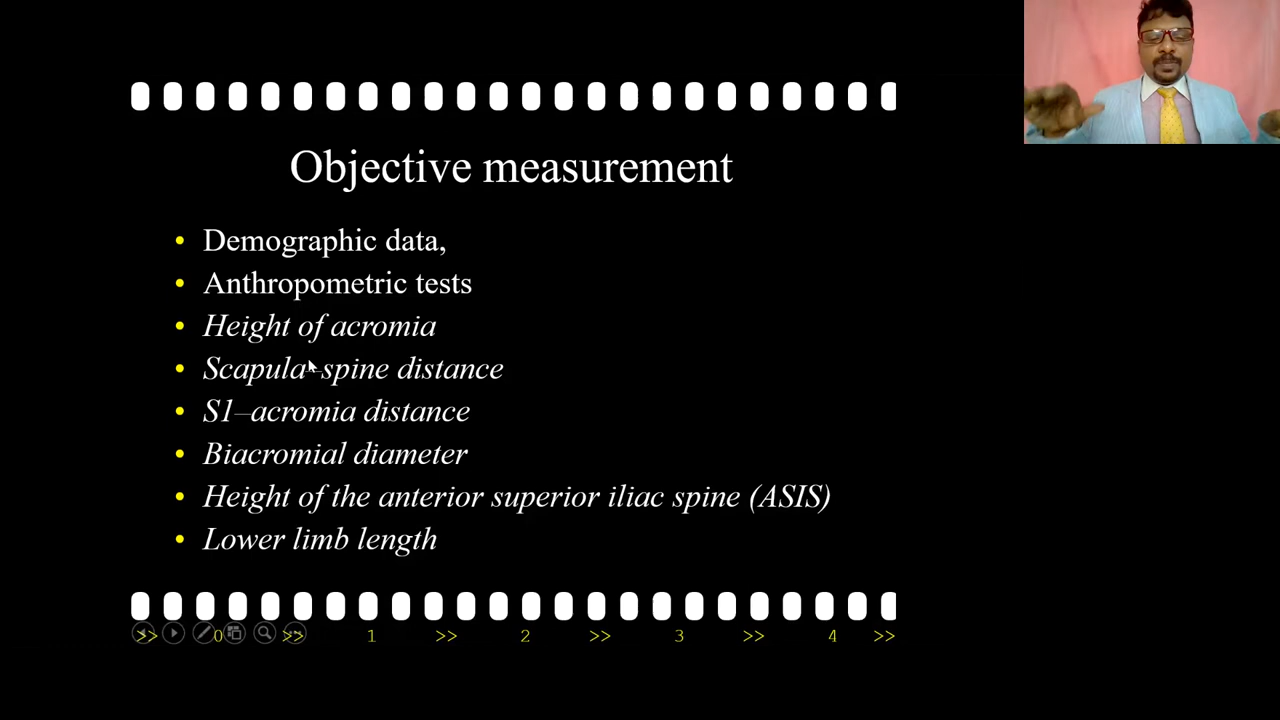 Objective measurement
• Demographic data,
• Anthropometric tests
• Height of acromia
• Scapula–spine distance
• S1–acromia distance
• Biacromial diameter
• Height of the anterior superior iliac spine (ASIS)
• Lower limb length
>> 0 >> 1 >> 2 >> 3 >> 4 >>